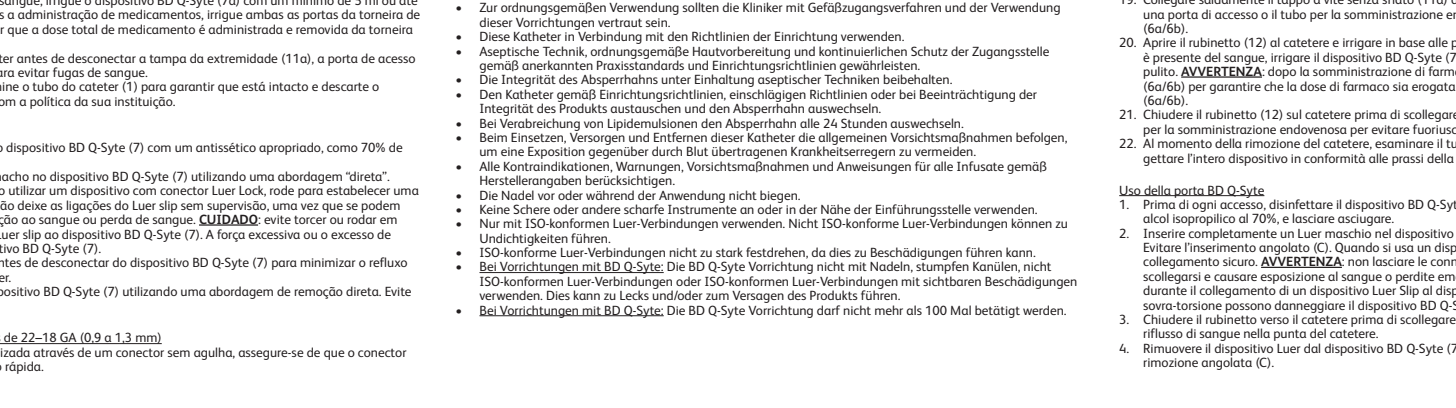 sangue, irrigue o dispositivo BD Q-Syte (7a) com um mínimo de 5 ml ou até
s a administração de medicamentos, irrigue ambas as portas da torneira de
r que a dose total de medicamento é administrada e removida da torneira
ter antes de desconectar a tampa da extremidade (11a), a porta de acesso
ara evitar fugas de sangue.
mine o tubo do cateter (1) para garantir que está intacto e descarte o
om a política da sua instituição.
o dispositivo BD Q-Syte (7) com um antissético apropriado, como 70% de
macho no dispositivo BD Q-Syte (7) utilizando uma abordagem “direta”.
o utilizar um dispositivo com conector Luer Lock, rode para estabelecer uma
ão deixe as ligações do Luer slip sem supervisão, uma vez que se podem
ção ao sangue ou perda de sangue. CUIDADO: evite torcer ou rodar em
uer slip ao dispositivo BD Q-Syte (7). A força excessiva ou o excesso de
tivo BD Q-Syte (7).
ntes de desconectar do dispositivo BD Q-Syte (7) para minimizar o refluxo
er.
positivo BD Q-Syte (7) utilizando uma abordagem de remoção direta. Evite
s de 22–18 GA (0,9 a 1,3 mm)
izada através de um conector sem agulha, assegure-se de que o conector
o rápida.
• Zur ordnungsgemäßen Verwendung sollten die Kliniker mit Gefäßzugangsverfahren und der Verwendung
dieser Vorrichtungen vertraut sein.
• Diese Katheter in Verbindung mit den Richtlinien der Einrichtung verwenden.
• Aseptische Technik, ordnungsgemäße Hautvorbereitung und kontinuierlichen Schutz der Zugangsstelle
gemäß anerkannten Praxisstandards und Einrichtungsrichtlinien gewährleisten.
• Die Integrität des Absperrhahns unter Einhaltung aseptischer Techniken beibehalten.
• Den Katheter gemäß Einrichtungsrichtlinien, einschlägigen Richtlinien oder bei Beeinträchtigung der
Integrität des Produkts austauschen und den Absperrhahn auswechseln.
• Bei Verabreichung von Lipidemulsionen den Absperrhahn alle 24 Stunden auswechseln.
• Beim Einsetzen, Versorgen und Entfernen dieser Katheter die allgemeinen Vorsichtsmaßnahmen befolgen,
um eine Exposition gegenüber durch Blut übertragenen Krankheitserregern zu vermeiden.
• Alle Kontraindikationen, Warnungen, Vorsichtsmaßnahmen und Anweisungen für alle Infusate gemäß
Herstellerangaben berücksichtigen.
• Die Nadel vor oder während der Anwendung nicht biegen.
• Keine Schere oder andere scharfe Instrumente an oder in der Nähe der Einführungsstelle verwenden.
• Nur mit ISO-konformen Luer-Verbindungen verwenden. Nicht ISO-konforme Luer-Verbindungen können zu
Undichtigkeiten führen.
• ISO-konforme Luer-Verbindungen nicht zu stark festdrehen, da dies zu Beschädigungen führen kann.
• Bei Vorrichtungen mit BD Q-Syte: Die BD Q-Syte Vorrichtung nicht mit Nadeln, stumpfen Kanülen, nicht
ISO-konformen Luer-Verbindungen oder ISO-konformen Luer-Verbindungen mit sichtbaren Beschädigungen
verwenden. Dies kann zu Lecks und/oder zum Versagen des Produkts führen.
• Bei Vorrichtungen mit BD Q-Syte: Die BD Q-Syte Vorrichtung darf nicht mehr als 100 Mal betätigt werden.
una porta di accesso o il tubo per la somministrazione en
(6a/6b).
20. Aprire il rubinetto (12) al catetere e irrigare in base alle p
è presente del sangue, irrigare il dispositivo BD Q-Syte (7
pulito. AVVERTENZA: dopo la somministrazione di farma
(6a/6b) per garantire che la dose di farmaco sia erogata
(6a/6b).
21. Chiudere il rubinetto (12) sul catetere prima di scollegare
per la somministrazione endovenosa per evitare fuoriusc
22. Al momento della rimozione del catetere, esaminare il tu
gettare l'intero dispositivo in conformità alle prassi della
Uso della porta BD Q-Syte
1. Prima di ogni accesso, disinfettare il dispositivo BD Q-Syt
alcol isopropilico al 70%, e lasciare asciugare.
2. Inserire completamente un Luer maschio nel dispositivo
Evitare l'inserimento angolato (C). Quando si usa un disp
collegamento sicuro. AVVERTENZA: non lasciare le conn
scollegarsi e causare esposizione al sangue o perdite em
durante il collegamento di un dispositivo Luer Slip al disp
sovra-torsione possono danneggiare il dispositivo BD Q-S
3. Chiudere il rubinetto verso il catetere prima di scollegare
riflusso di sangue nella punta del catetere.
4. Rimuovere il dispositivo Luer dal dispositivo BD Q-Syte (7
rimozione angolata (C).